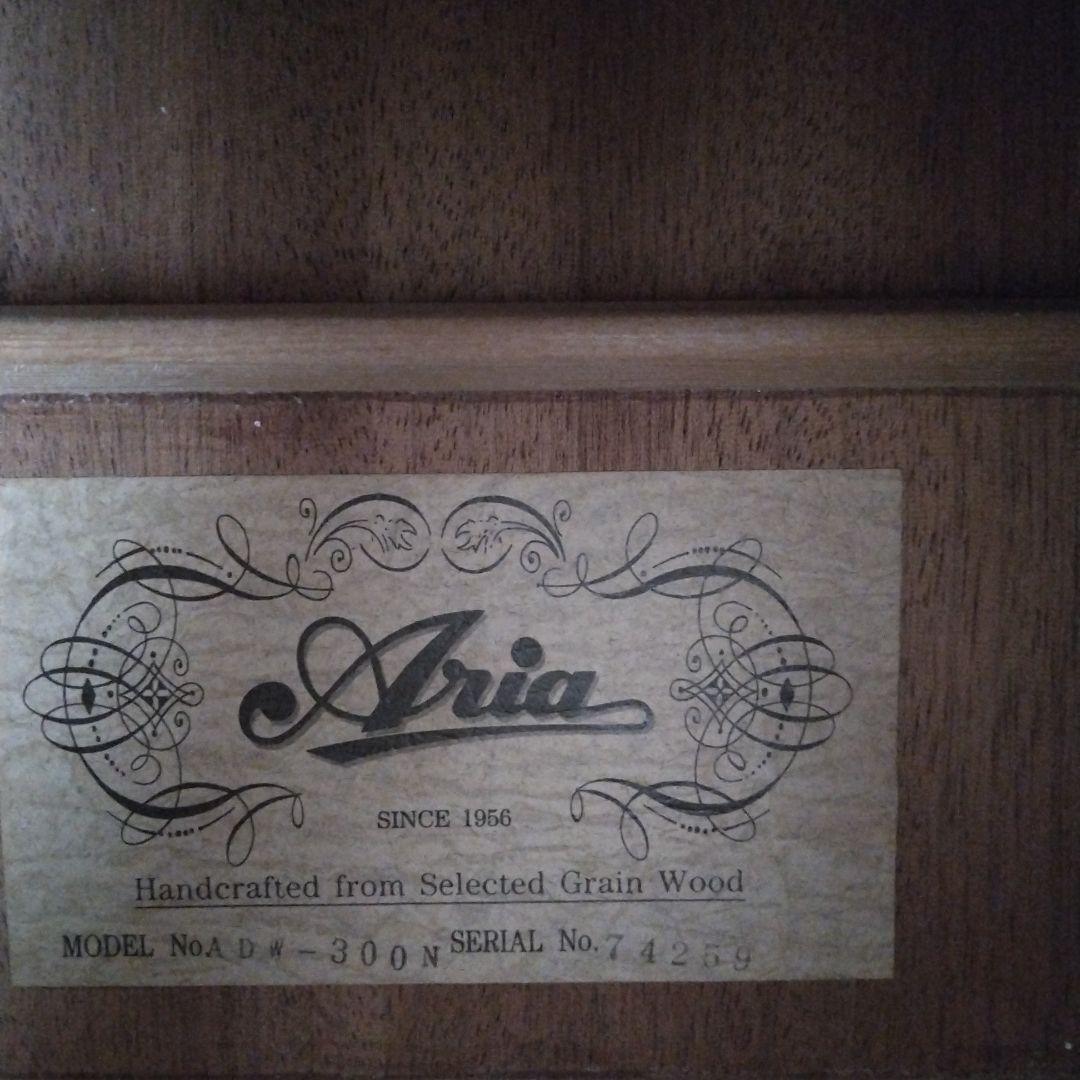 Aria
SINCE 1956
Handcrafted from Selected Grain Wood
MODEL No. ADW-300N SERIAL No. 74259